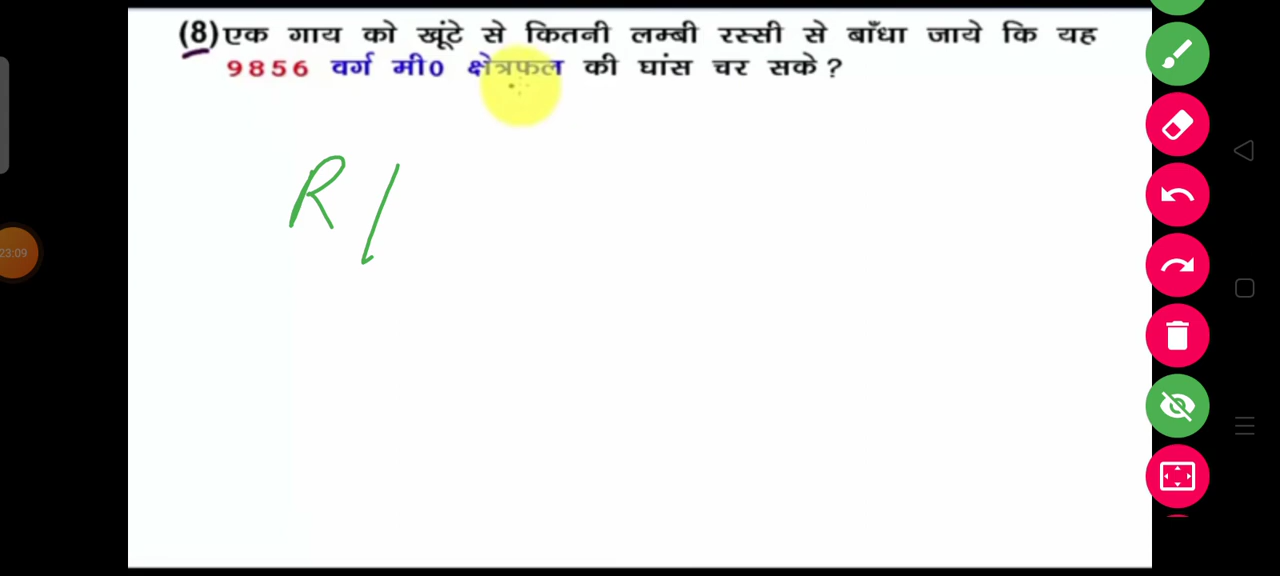 (8) एक गाय को खूंटे से कितनी लम्बी रस्सी से बाँधा जाये कि यह
9856 वर्ग मी0 क्षेत्रफल की घांस चर सके ?
R /
23:09